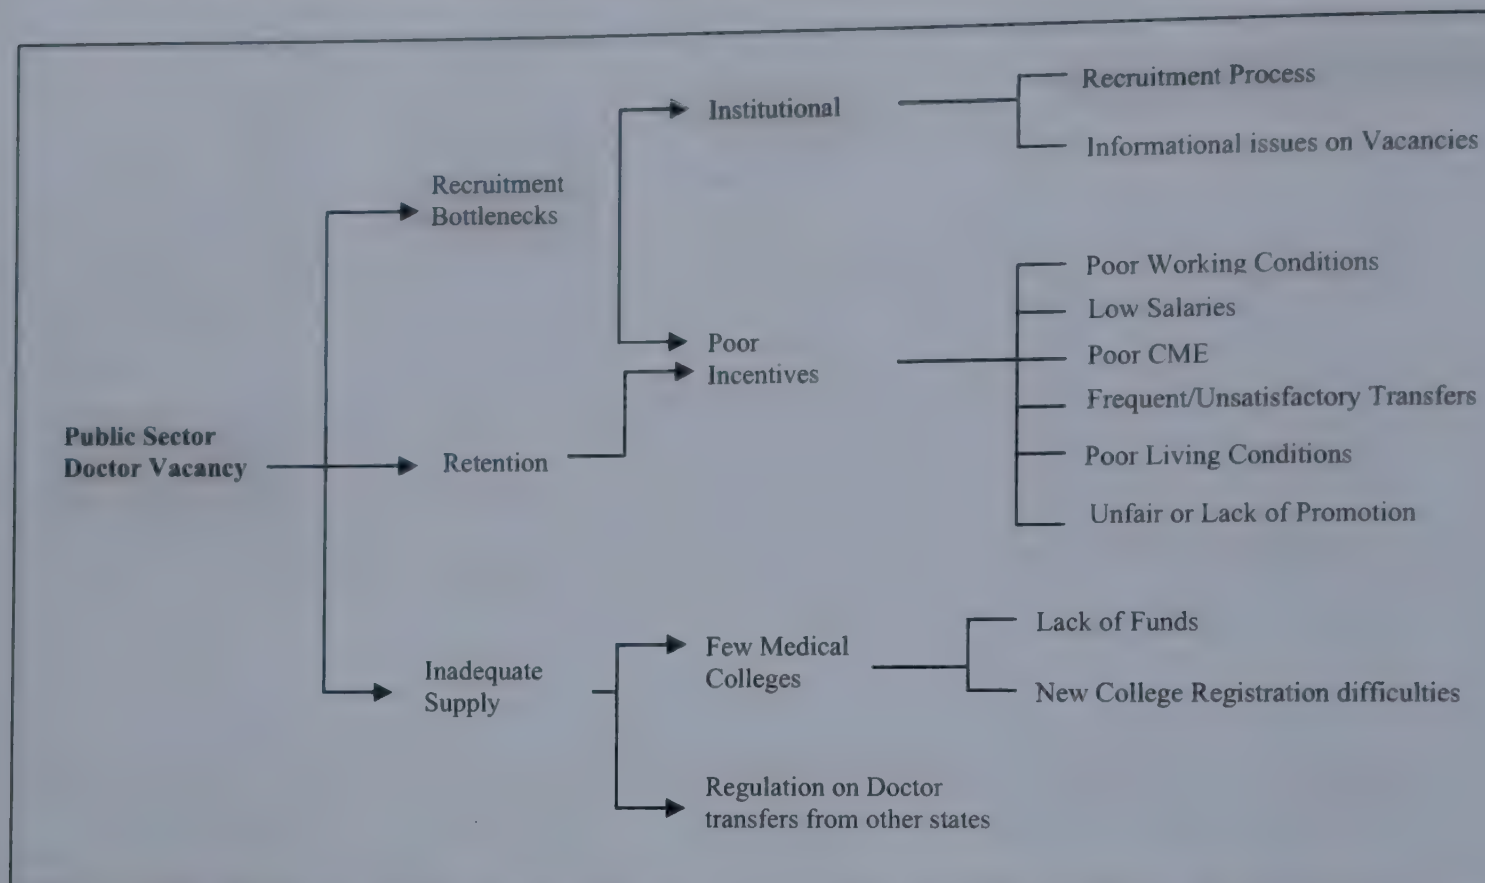 Recruitment Process
Institutional
Informational issues on Vacancies
Recruitment
Bottlenecks
Poor Working Conditions
Low Salaries
Poor
Incentives
Poor CME
Frequent/Unsatisfactory Transfers
Public Sector
Doctor Vacancy
Retention
Poor Living Conditions
Unfair or Lack of Promotion
Inadequate
Supply
Few Medical
Colleges
Lack of Funds
New College Registration difficulties
Regulation on Doctor
transfers from other states